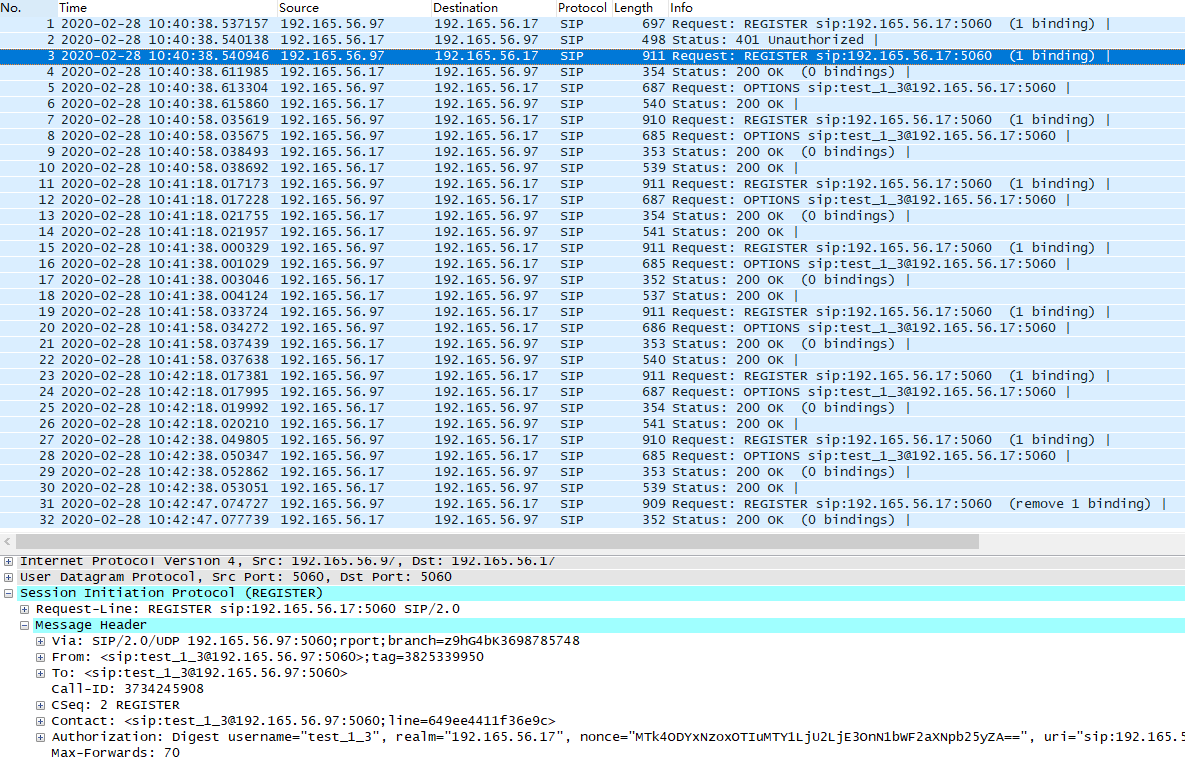 No. Time Source Destination Protocol Length Info
1 2020-02-28 10:40:38.537157 192.165.56.97 192.165.56.17 SIP 697 Request: REGISTER sip:192.165.56.17:5060 (1 binding) |
2 2020-02-28 10:40:38.540138 192.165.56.17 192.165.56.97 SIP 498 Status: 401 Unauthorized |
3 2020-02-28 10:40:38.540946 192.165.56.97 192.165.56.17 SIP 911 Request: REGISTER sip:192.165.56.17:5060 (1 binding) |
4 2020-02-28 10:40:38.611985 192.165.56.17 192.165.56.97 SIP 354 Status: 200 OK (0 bindings) |
5 2020-02-28 10:40:38.613304 192.165.56.97 192.165.56.17 SIP 687 Request: OPTIONS sip:test_1_3@192.165.56.17:5060 |
6 2020-02-28 10:40:38.615860 192.165.56.17 192.165.56.97 SIP 540 Status: 200 OK |
7 2020-02-28 10:40:58.035619 192.165.56.97 192.165.56.17 SIP 910 Request: REGISTER sip:192.165.56.17:5060 (1 binding) |
8 2020-02-28 10:40:58.035675 192.165.56.97 192.165.56.17 SIP 685 Request: OPTIONS sip:test_1_3@192.165.56.17:5060 |
9 2020-02-28 10:40:58.038493 192.165.56.17 192.165.56.97 SIP 353 Status: 200 OK (0 bindings) |
10 2020-02-28 10:40:58.038692 192.165.56.17 192.165.56.97 SIP 539 Status: 200 OK |
11 2020-02-28 10:41:18.017173 192.165.56.97 192.165.56.17 SIP 911 Request: REGISTER sip:192.165.56.17:5060 (1 binding) |
12 2020-02-28 10:41:18.017228 192.165.56.97 192.165.56.17 SIP 687 Request: OPTIONS sip:test_1_3@192.165.56.17:5060 |
13 2020-02-28 10:41:18.021755 192.165.56.17 192.165.56.97 SIP 354 Status: 200 OK (0 bindings) |
14 2020-02-28 10:41:18.021957 192.165.56.17 192.165.56.97 SIP 541 Status: 200 OK |
15 2020-02-28 10:41:38.000329 192.165.56.97 192.165.56.17 SIP 911 Request: REGISTER sip:192.165.56.17:5060 (1 binding) |
16 2020-02-28 10:41:38.001029 192.165.56.97 192.165.56.17 SIP 685 Request: OPTIONS sip:test_1_3@192.165.56.17:5060 |
17 2020-02-28 10:41:38.003046 192.165.56.17 192.165.56.97 SIP 352 Status: 200 OK (0 bindings) |
18 2020-02-28 10:41:38.004124 192.165.56.17 192.165.56.97 SIP 537 Status: 200 OK |
19 2020-02-28 10:41:58.033724 192.165.56.97 192.165.56.17 SIP 911 Request: REGISTER sip:192.165.56.17:5060 (1 binding) |
20 2020-02-28 10:41:58.034272 192.165.56.97 192.165.56.17 SIP 686 Request: OPTIONS sip:test_1_3@192.165.56.17:5060 |
21 2020-02-28 10:41:58.037439 192.165.56.17 192.165.56.97 SIP 353 Status: 200 OK (0 bindings) |
22 2020-02-28 10:41:58.037638 192.165.56.17 192.165.56.97 SIP 540 Status: 200 OK |
23 2020-02-28 10:42:18.017381 192.165.56.97 192.165.56.17 SIP 911 Request: REGISTER sip:192.165.56.17:5060 (1 binding) |
24 2020-02-28 10:42:18.017995 192.165.56.97 192.165.56.17 SIP 687 Request: OPTIONS sip:test_1_3@192.165.56.17:5060 |
25 2020-02-28 10:42:18.019992 192.165.56.17 192.165.56.97 SIP 354 Status: 200 OK (0 bindings) |
26 2020-02-28 10:42:18.020210 192.165.56.17 192.165.56.97 SIP 541 Status: 200 OK |
27 2020-02-28 10:42:38.049805 192.165.56.97 192.165.56.17 SIP 910 Request: REGISTER sip:192.165.56.17:5060 (1 binding) |
28 2020-02-28 10:42:38.050347 192.165.56.97 192.165.56.17 SIP 685 Request: OPTIONS sip:test_1_3@192.165.56.17:5060 |
29 2020-02-28 10:42:38.052862 192.165.56.17 192.165.56.97 SIP 353 Status: 200 OK (0 bindings) |
30 2020-02-28 10:42:38.053051 192.165.56.17 192.165.56.97 SIP 539 Status: 200 OK |
31 2020-02-28 10:42:47.074727 192.165.56.97 192.165.56.17 SIP 909 Request: REGISTER sip:192.165.56.17:5060 (remove 1 binding) |
32 2020-02-28 10:42:47.077739 192.165.56.17 192.165.56.97 SIP 352 Status: 200 OK (0 bindings) |
Internet Protocol Version 4, Src: 192.165.56.97, Dst: 192.165.56.17
User Datagram Protocol, Src Port: 5060, Dst Port: 5060
Session Initiation Protocol (REGISTER)
Request-Line: REGISTER sip:192.165.56.17:5060 SIP/2.0
Message Header
Via: SIP/2.0/UDP 192.165.56.97:5060;rport;branch=z9hG4bK3698785748
From: <sip:test_1_3@192.165.56.97:5060>;tag=3825339950
To: <sip:test_1_3@192.165.56.97:5060>
Call-ID: 3734245908
CSeq: 2 REGISTER
Contact: <sip:test_1_3@192.165.56.97:5060;line=649ee4411f36e9c>
Authorization: Digest username="test_1_3", realm="192.165.56.17", nonce="MTk4ODYxNzoxOTIuMTY1LjU2LjE3OnN1bWF2aXNpb25yZA==", uri="sip:192.165.5
Max-Forwards: 70